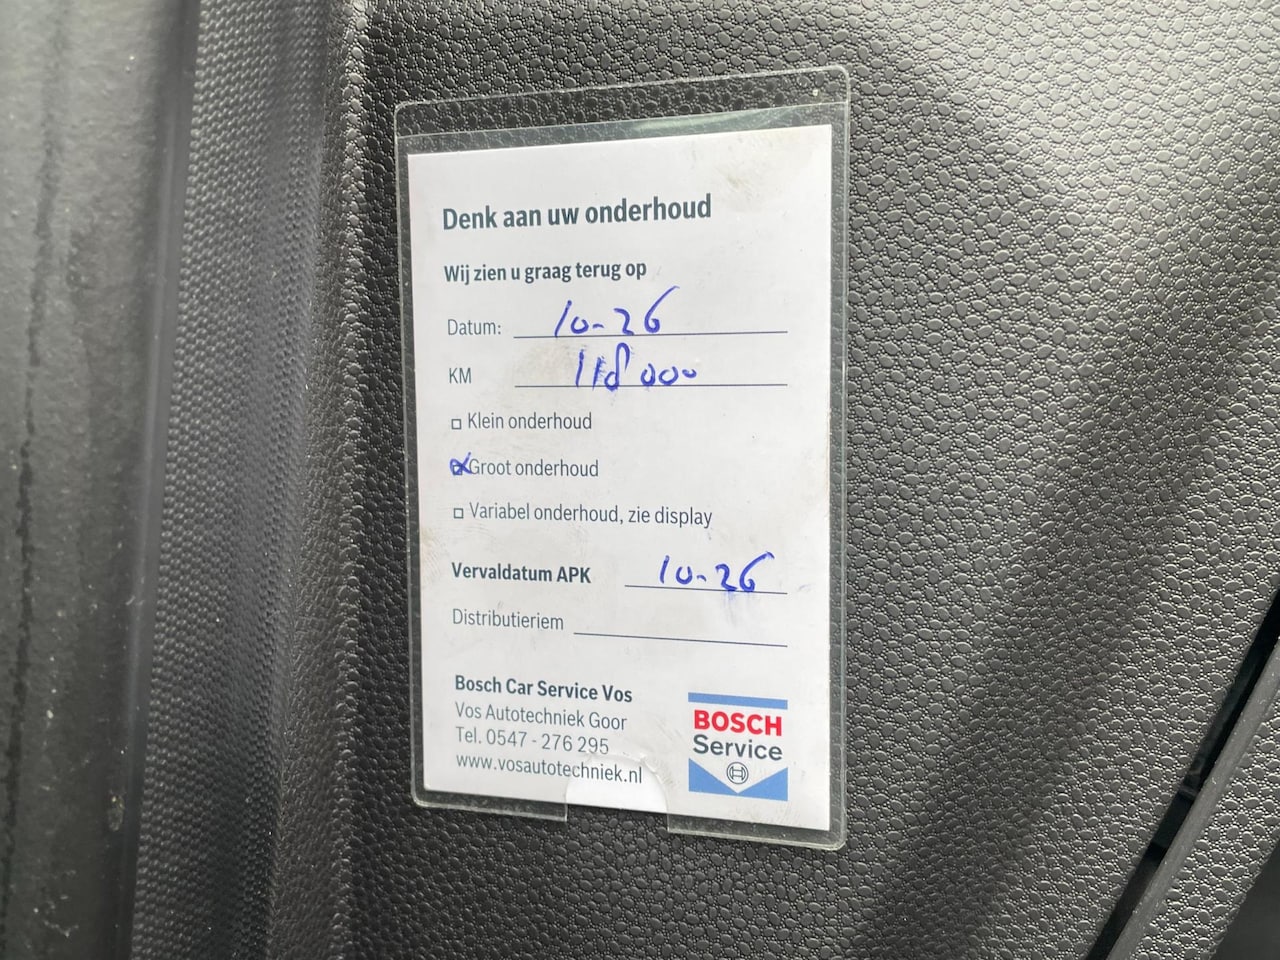 Denk aan uw onderhoud
Wij zien u graag terug op
Datum: 10-26
KM 118 000
Klein onderhoud
Groot onderhoud
Variabel onderhoud, zie display
Vervaldatum APK 10-26
Distributieriem
Bosch Car Service Vos
Vos Autotechniek Goor
Tel. 0547 - 276 295
www.vosautotechniek.nl
BOSCH
Service